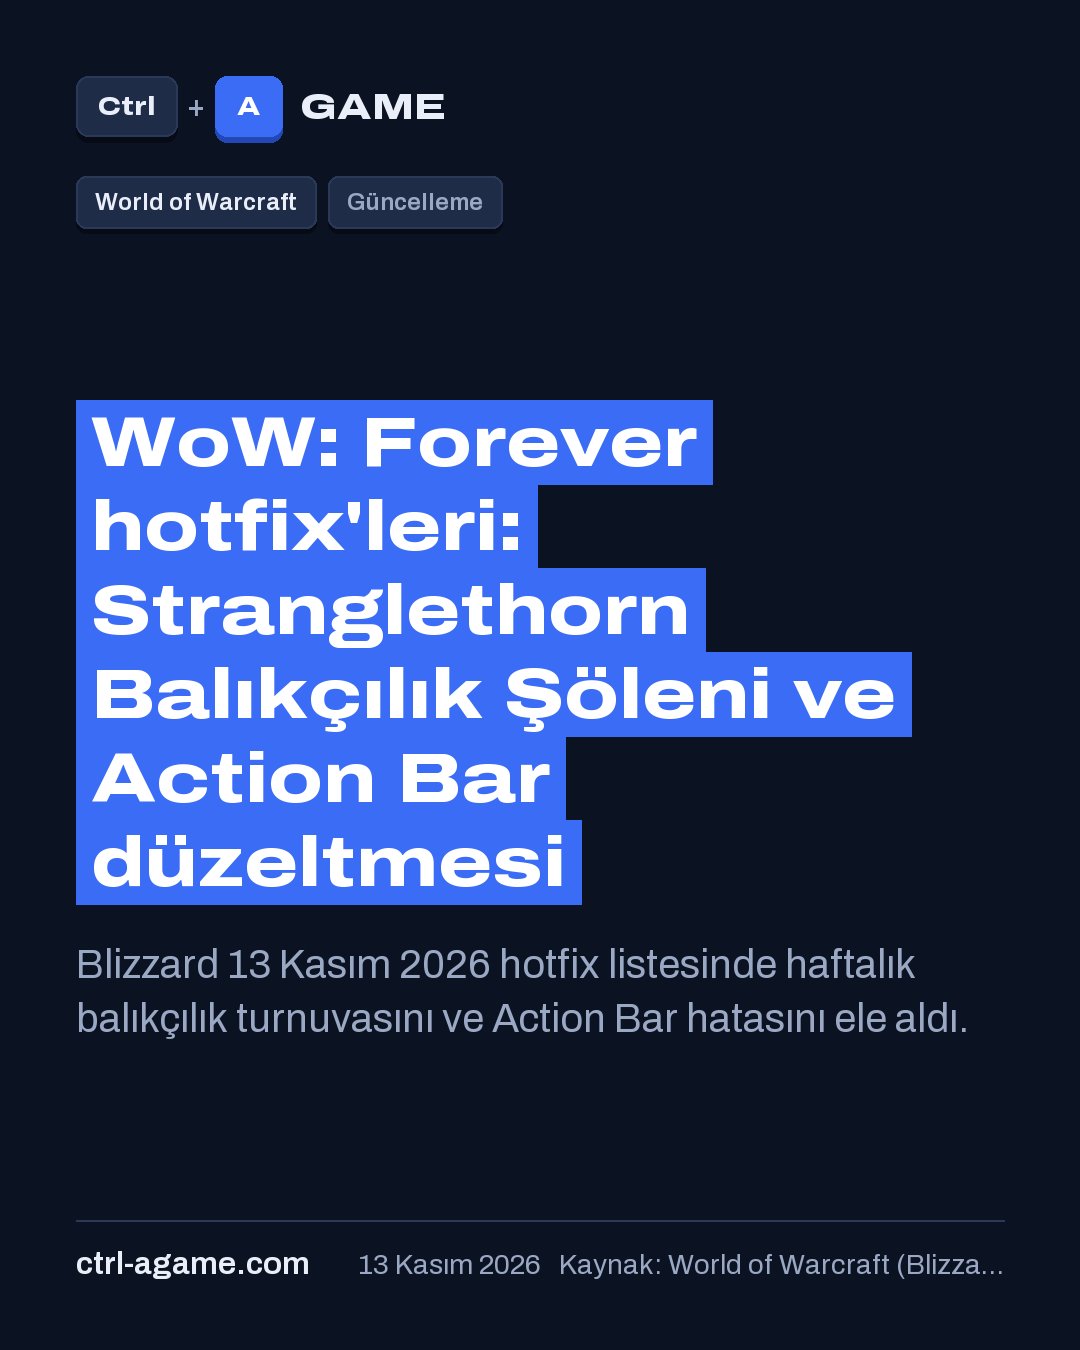 Ctrl + A GAME
World of Warcraft Güncelleme
WoW: Forever
hotfix'leri:
Stranglethorn
Balıkçılık Şöleni ve
Action Bar
düzeltmesi
Blizzard 13 Kasım 2026 hotfix listesinde haftalık
balıkçılık turnuvasını ve Action Bar hatasını ele aldı.
ctrl-agame.com 13 Kasım 2026 Kaynak: World of Warcraft (Blizza...